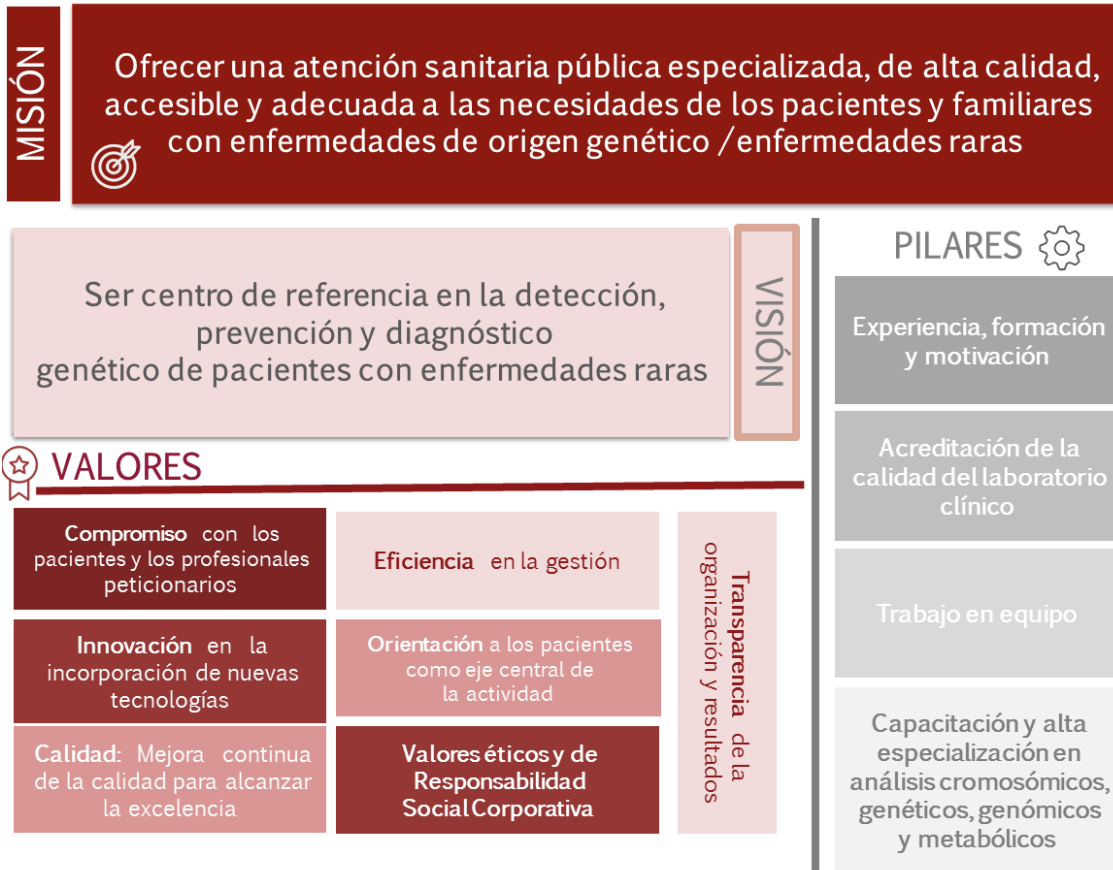 MISIÓN
Ofrecer una atención sanitaria pública especializada, de alta calidad,
accesible y adecuada a las necesidades de los pacientes y familiares
con enfermedades de origen genético / enfermedades raras
Ser centro de referencia en la detección,
prevención y diagnóstico
genético de pacientes con enfermedades raras
VISIÓN
VALORES
Compromiso con los
pacientes y los profesionales
peticionarios
Eficiencia en la gestión
Innovación en la
incorporación de nuevas
tecnologías
Orientación a los pacientes
como eje central de
la actividad
Calidad: Mejora continua
de la calidad para alcanzar
la excelencia
Valores éticos y de
Responsabilidad
Social Corporativa
Transparencia de la
organización y resultados
PILARES
Experiencia, formación
y motivación
Acreditación de la
calidad del laboratorio
clínico
Trabajo en equipo
Capacitación y alta
especialización en
análisis cromosómicos,
genéticos, genómicos
y metabólicos